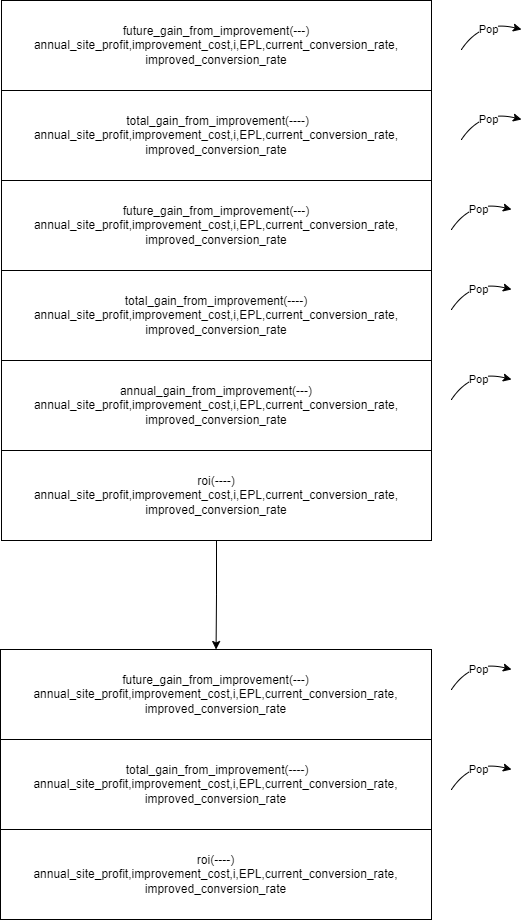 future_gain_from_improvement(---)
annual_site_profit,improvement_cost,i,EPL,current_conversion_rate,
improved_conversion_rate
Pop
total_gain_from_improvement(----)
annual_site_profit,improvement_cost,i,EPL,current_conversion_rate,
improved_conversion_rate
Pop
future_gain_from_improvement(---)
annual_site_profit,improvement_cost,i,EPL,current_conversion_rate,
improved_conversion_rate
Pop
total_gain_from_improvement(----)
annual_site_profit,improvement_cost,i,EPL,current_conversion_rate,
improved_conversion_rate
Pop
annual_gain_from_improvement(---)
annual_site_profit,improvement_cost,i,EPL,current_conversion_rate,
improved_conversion_rate
Pop
roi(----)
annual_site_profit,improvement_cost,i,EPL,current_conversion_rate,
improved_conversion_rate
future_gain_from_improvement(---)
annual_site_profit,improvement_cost,i,EPL,current_conversion_rate,
improved_conversion_rate
Pop
total_gain_from_improvement(----)
annual_site_profit,improvement_cost,i,EPL,current_conversion_rate,
improved_conversion_rate
Pop
roi(----)
annual_site_profit,improvement_cost,i,EPL,current_conversion_rate,
improved_conversion_rate